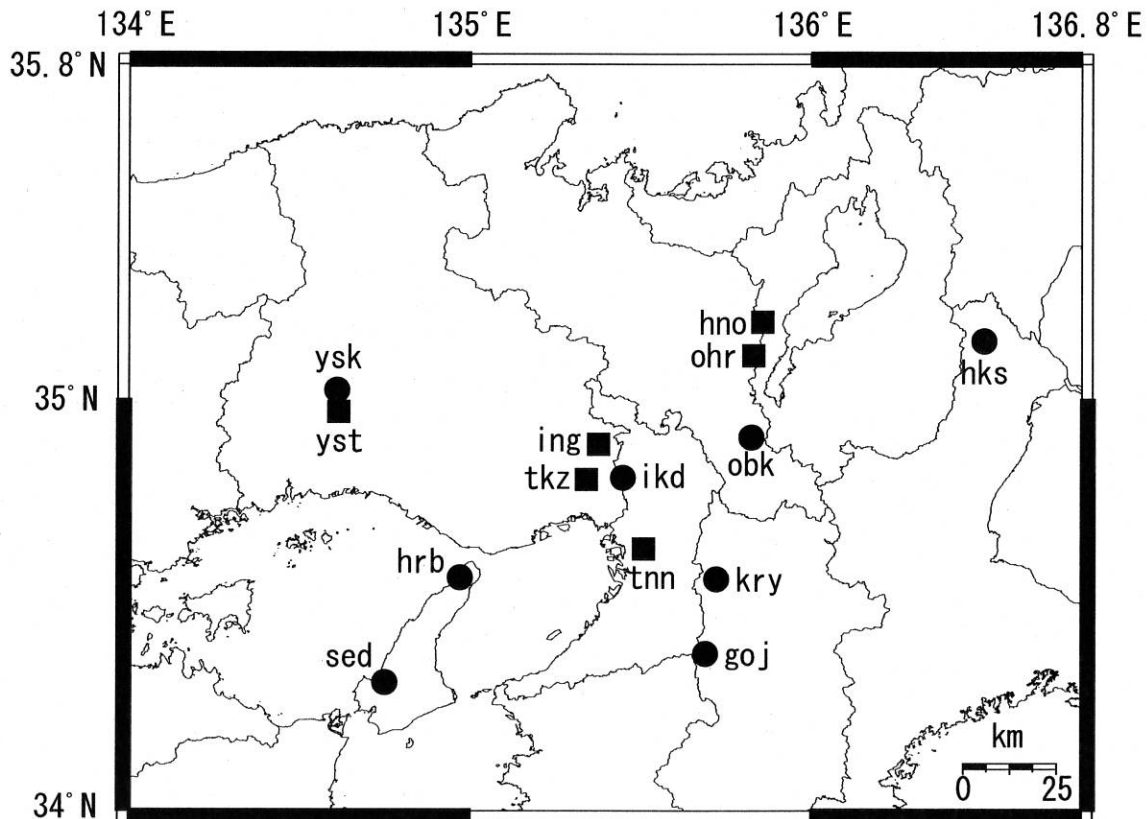 134°E 135°E 136°E 136.8°E
35.8°N
hno
ohr
ysk
hks
35°N
yst
ing
obk
tkz
ikd
hrb
tnn
kry
sed
goj
km
34°N
0 25